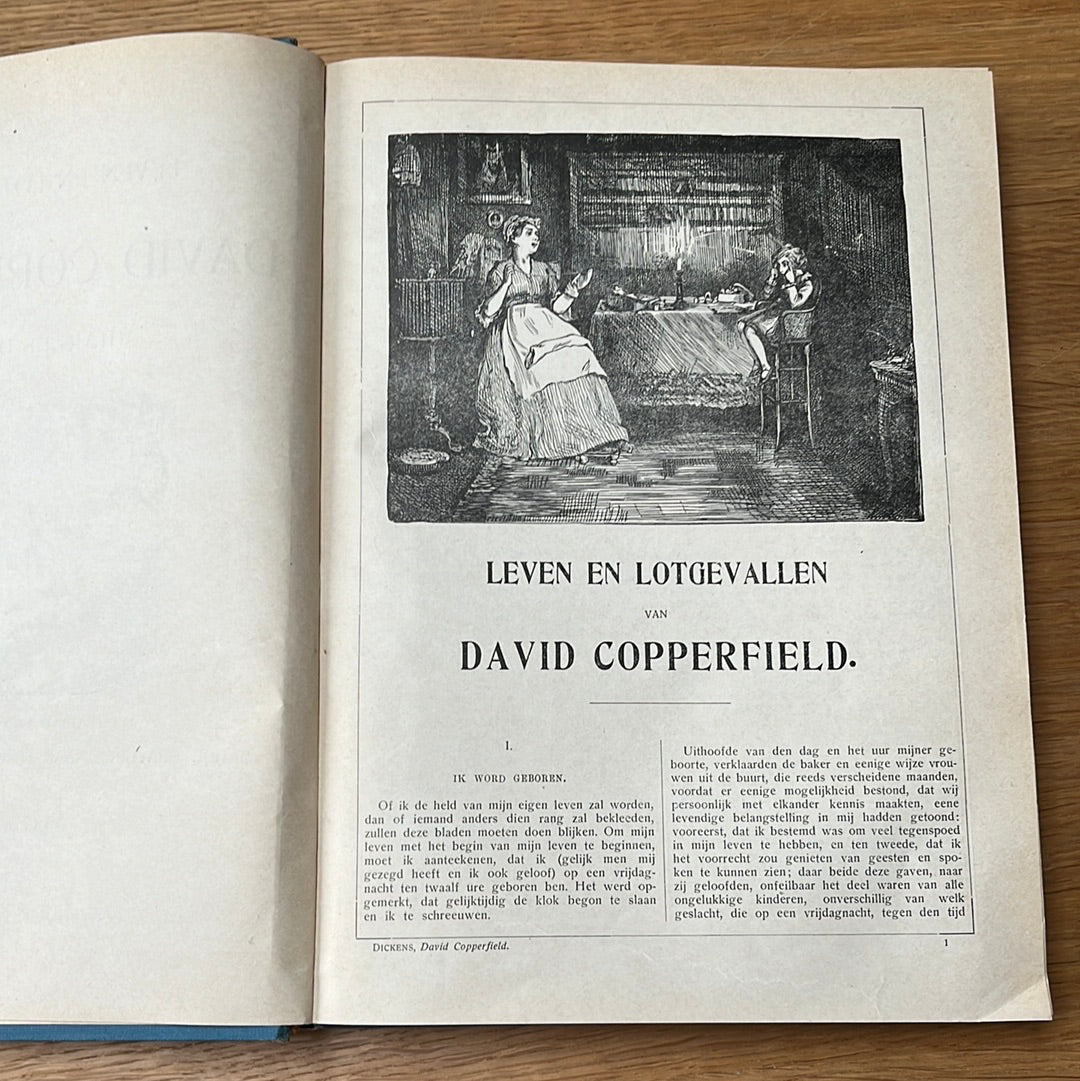 LEVEN EN LOTGEVALLEN
VAN
DAVID COPPERFIELD.
I.
IK WORD GEBOREN.
Of ik de held van mijn eigen leven zal worden,
dan of iemand anders dien rang zal bekleeden,
zullen deze bladen moeten doen blijken. Om mijn
leven met het begin van mijn leven te beginnen,
moet ik aanteekenen, dat ik (gelijk men mij
gezegd heeft en ik ook geloof) op een vrijdag-
nacht ten twaalf ure geboren ben. Het werd op-
gemerkt, dat gelijktijdig de klok begon te slaan
en ik te schreeuwen.
Uithoofde van den dag en het uur mijner ge-
boorte, verklaarden de baker en eenige wijze vrou-
wen uit de buurt, die reeds verscheidene maanden,
voordat er eenige mogelijkheid bestond, dat wij
persoonlijk met elkander kennis maakten, eene
levendige belangstelling in mij hadden getoond:
vooreerst, dat ik bestemd was om veel tegenspoed
in mijn leven te hebben, en ten tweede, dat ik
het voorrecht zou genieten van geesten en spo-
ken te kunnen zien; daar beide deze gaven, naar
zij geloofden, onfeilbaar het deel waren van alle
ongelukkige kinderen, onverschillig van welk
geslacht, die op een vrijdagnacht, tegen den tijd
DICKENS, David Copperfield.
1